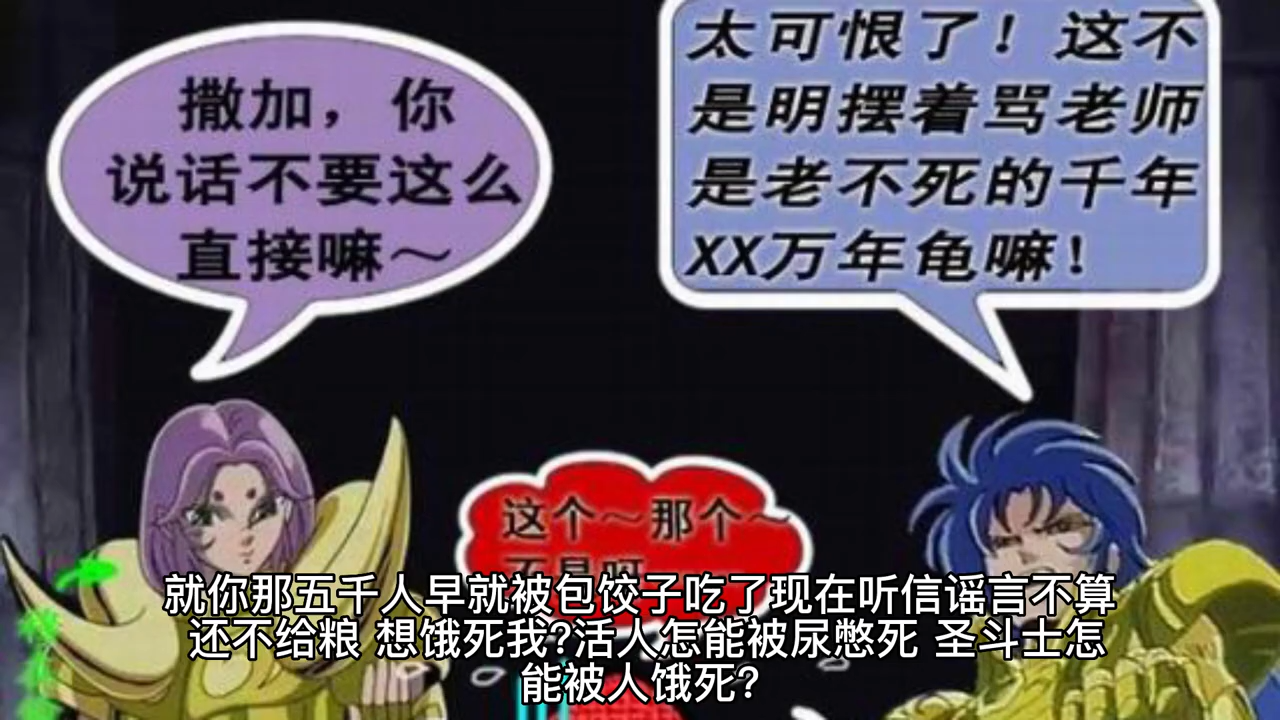 撒加，你
说话不要这么
直接嘛～
太可恨了！这不
是明摆着骂老师
是老不死的千年
XX万年龟嘛！
这个～那个～
不是呀
就你那五千人早就被包饺子吃了现在听信谣言不算
还不给粮 想饿死我?活人怎能被尿憋死 圣斗士怎
能被人饿死?